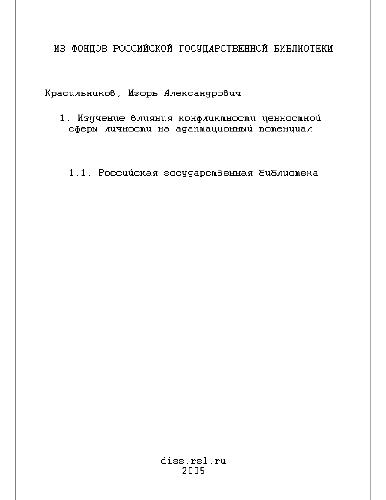 ИЗ ФОНДОВ РОССИЙСКОЙ ГОСУДАРСТВЕННОЙ БИБЛИОТЕКИ
Красильников, Игорь Александрович
1. Изучение влияния конфликтности ценностной
сферы личности на адаптационный потенциал
1.1. Российская государственная библиотека
diss.rsl.ru
2005